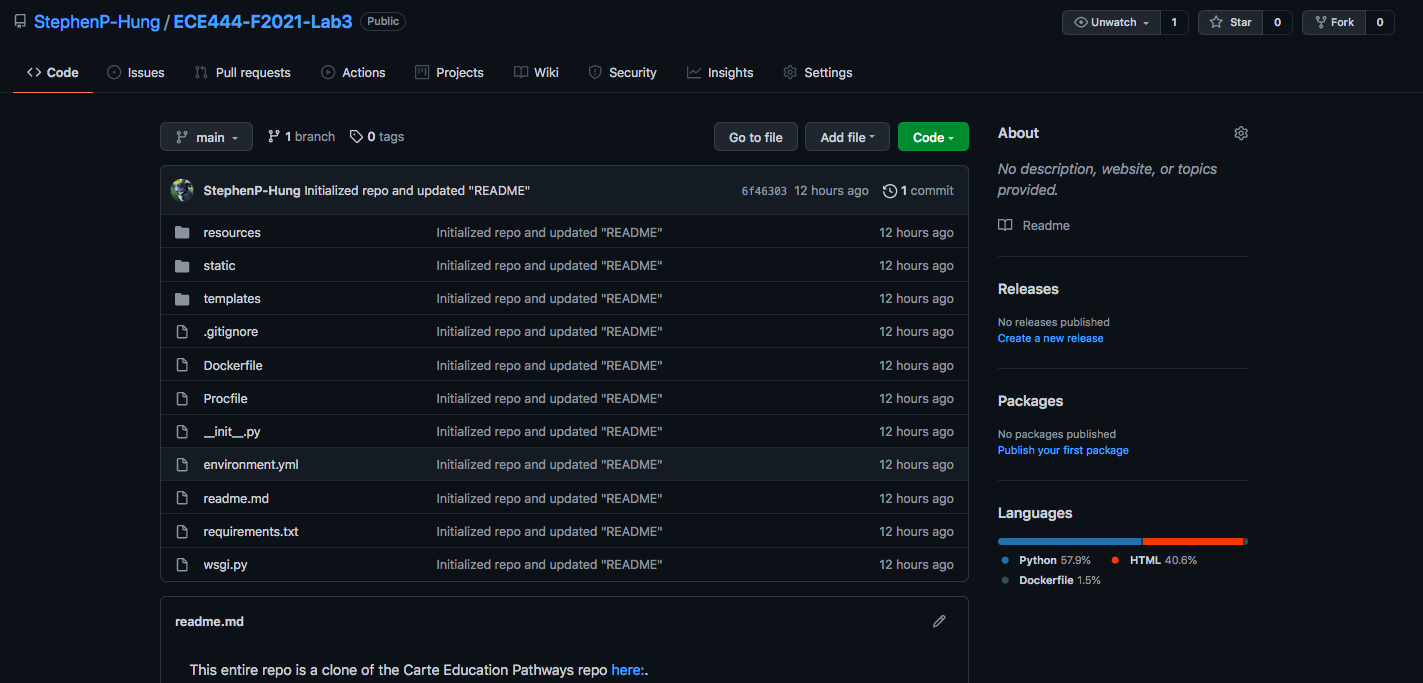 StephenP-Hung / ECE444-F2021-Lab3 Public Unwatch 1 Star 0 Fork 0
Code Issues Pull requests Actions Projects Wiki Security Insights Settings
main 1 branch 0 tags Go to file Add file Code
StephenP-Hung Initialized repo and updated "README" 6f46303 12 hours ago 1 commit
resources Initialized repo and updated "README" 12 hours ago
static Initialized repo and updated "README" 12 hours ago
templates Initialized repo and updated "README" 12 hours ago
.gitignore Initialized repo and updated "README" 12 hours ago
Dockerfile Initialized repo and updated "README" 12 hours ago
Procfile Initialized repo and updated "README" 12 hours ago
__init__.py Initialized repo and updated "README" 12 hours ago
environment.yml Initialized repo and updated "README" 12 hours ago
readme.md Initialized repo and updated "README" 12 hours ago
requirements.txt Initialized repo and updated "README" 12 hours ago
wsgi.py Initialized repo and updated "README" 12 hours ago
readme.md
This entire repo is a clone of the Carte Education Pathways repo here:.
About
No description, website, or topics
provided.
Readme
Releases
No releases published
Create a new release
Packages
No packages published
Publish your first package
Languages
Python 57.9% HTML 40.6%
Dockerfile 1.5%